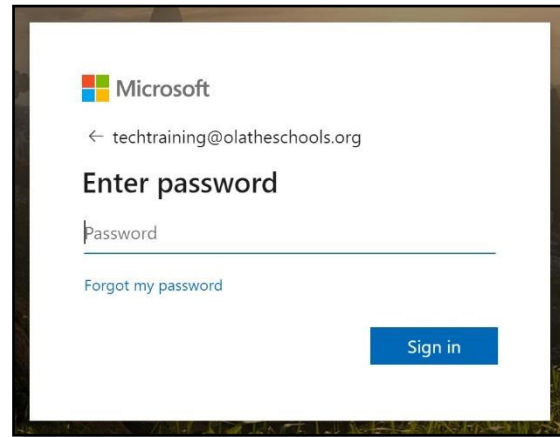 Microsoft
← techtraining@olatheschools.org
Enter password
Password
Forgot my password
Sign in